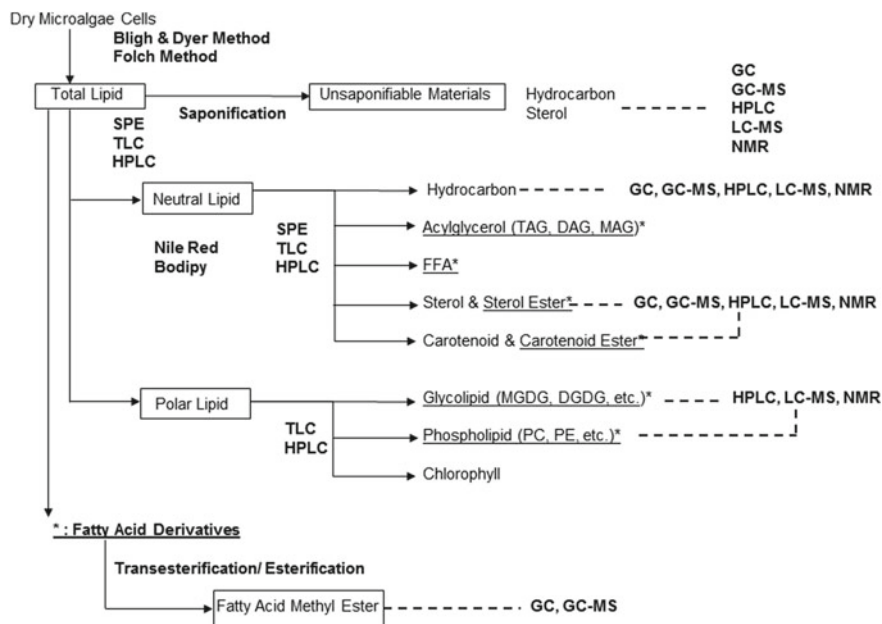 Dry Microalgae Cells
Bligh & Dyer Method
Folch Method
Total Lipid
Saponification
Unsaponifiable Materials
Hydrocarbon
Sterol
GC
GC-MS
HPLC
LC-MS
NMR
SPE
TLC
HPLC
Neutral Lipid
Nile Red
Bodipy
SPE
TLC
HPLC
Hydrocarbon
GC, GC-MS, HPLC, LC-MS, NMR
Acylglycerol (TAG, DAG, MAG)*
FFA*
Sterol & Sterol Ester*
GC, GC-MS, HPLC, LC-MS, NMR
Carotenoid & Carotenoid Ester*
Polar Lipid
TLC
HPLC
Glycolipid (MGDG, DGDG, etc.)*
HPLC, LC-MS, NMR
Phospholipid (PC, PE, etc.)*
Chlorophyll
* : Fatty Acid Derivatives
Transesterification/ Esterification
Fatty Acid Methyl Ester
GC, GC-MS